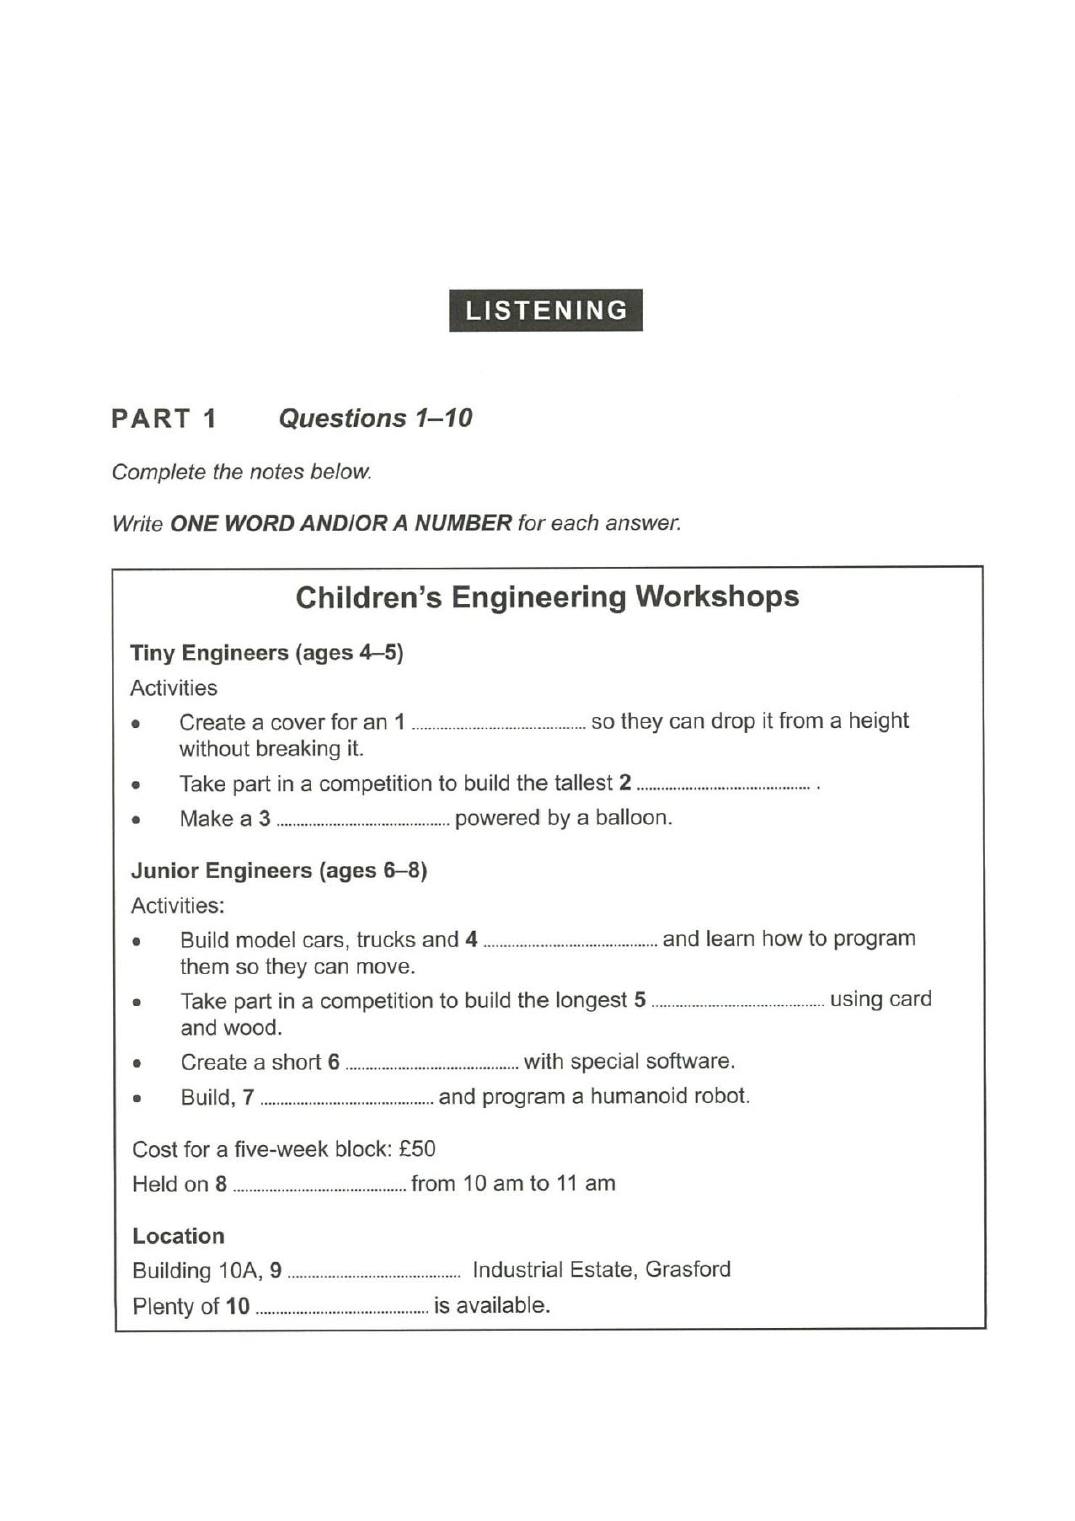 LISTENING
PART 1 Questions 1–10
Complete the notes below.
Write ONE WORD AND/OR A NUMBER for each answer.
Children's Engineering Workshops
Tiny Engineers (ages 4–5)
Activities
• Create a cover for an 1 .......................................... so they can drop it from a height
without breaking it.
• Take part in a competition to build the tallest 2 .......................................... .
• Make a 3 .......................................... powered by a balloon.
Junior Engineers (ages 6–8)
Activities:
• Build model cars, trucks and 4 .......................................... and learn how to program
them so they can move.
• Take part in a competition to build the longest 5 .......................................... using card
and wood.
• Create a short 6 .......................................... with special software.
• Build, 7 .......................................... and program a humanoid robot.
Cost for a five-week block: £50
Held on 8 .......................................... from 10 am to 11 am
Location
Building 10A, 9 .......................................... Industrial Estate, Grasford
Plenty of 10 .......................................... is available.